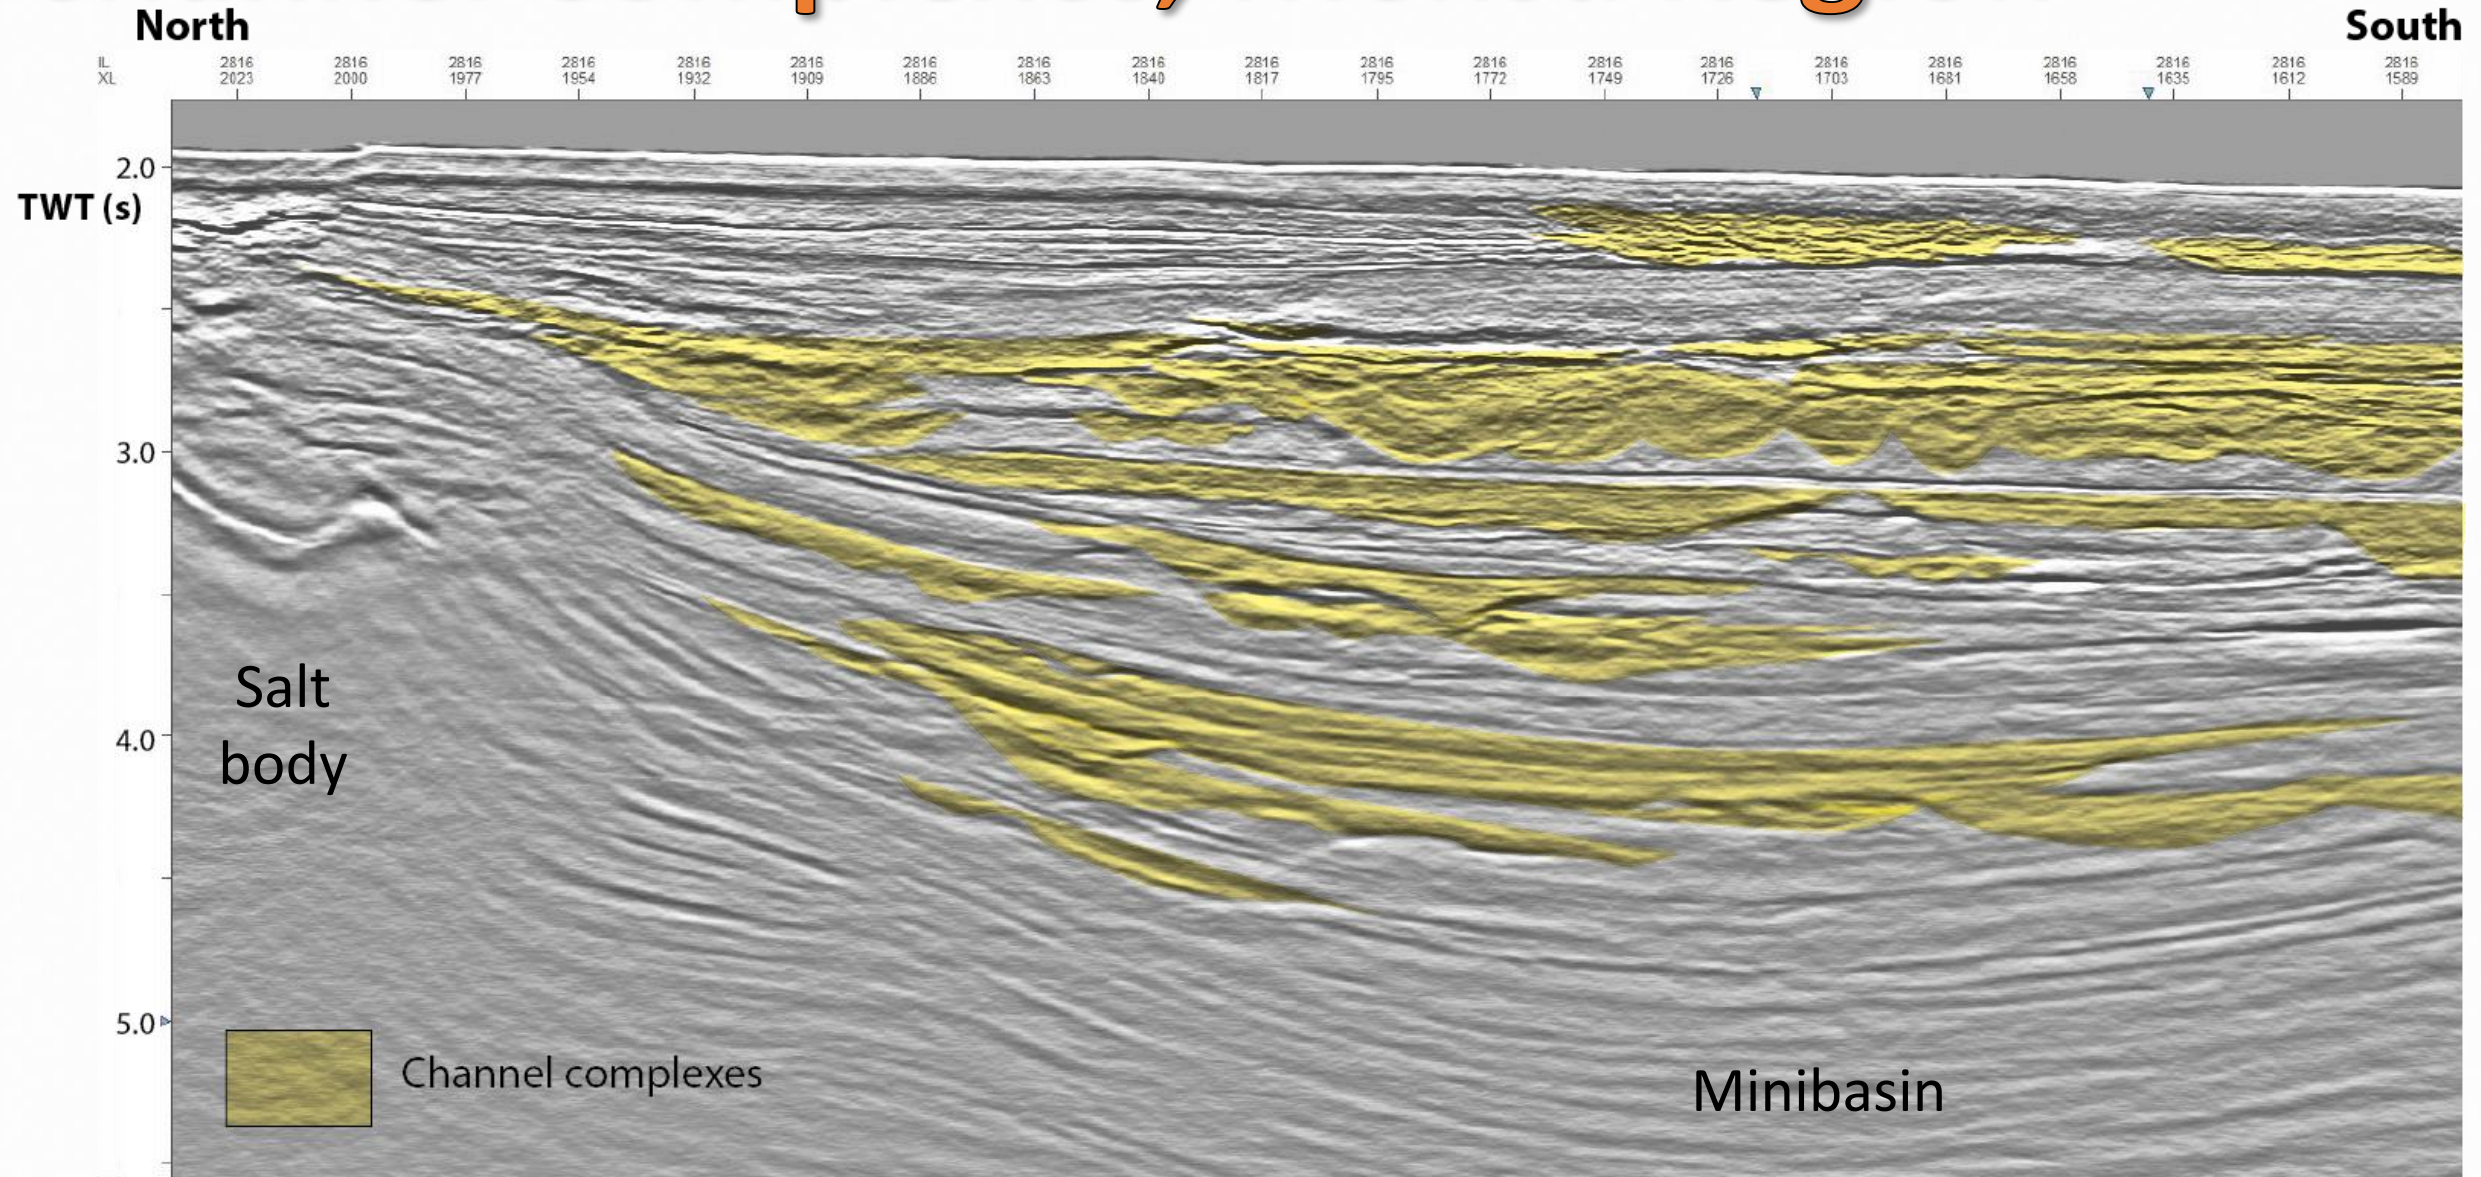 North South
IL 2816 2816 2816 2816 2816 2816 2816 2816 2816 2816 2816 2816 2816 2816 2816 2816 2816 2816 2816 2816
XL 2023 2000 1977 1954 1932 1909 1886 1863 1840 1817 1795 1772 1749 1726 1703 1681 1658 1635 1612 1589
2.0
TWT (s)
3.0
Salt
body
4.0
5.0
Channel complexes
Minibasin